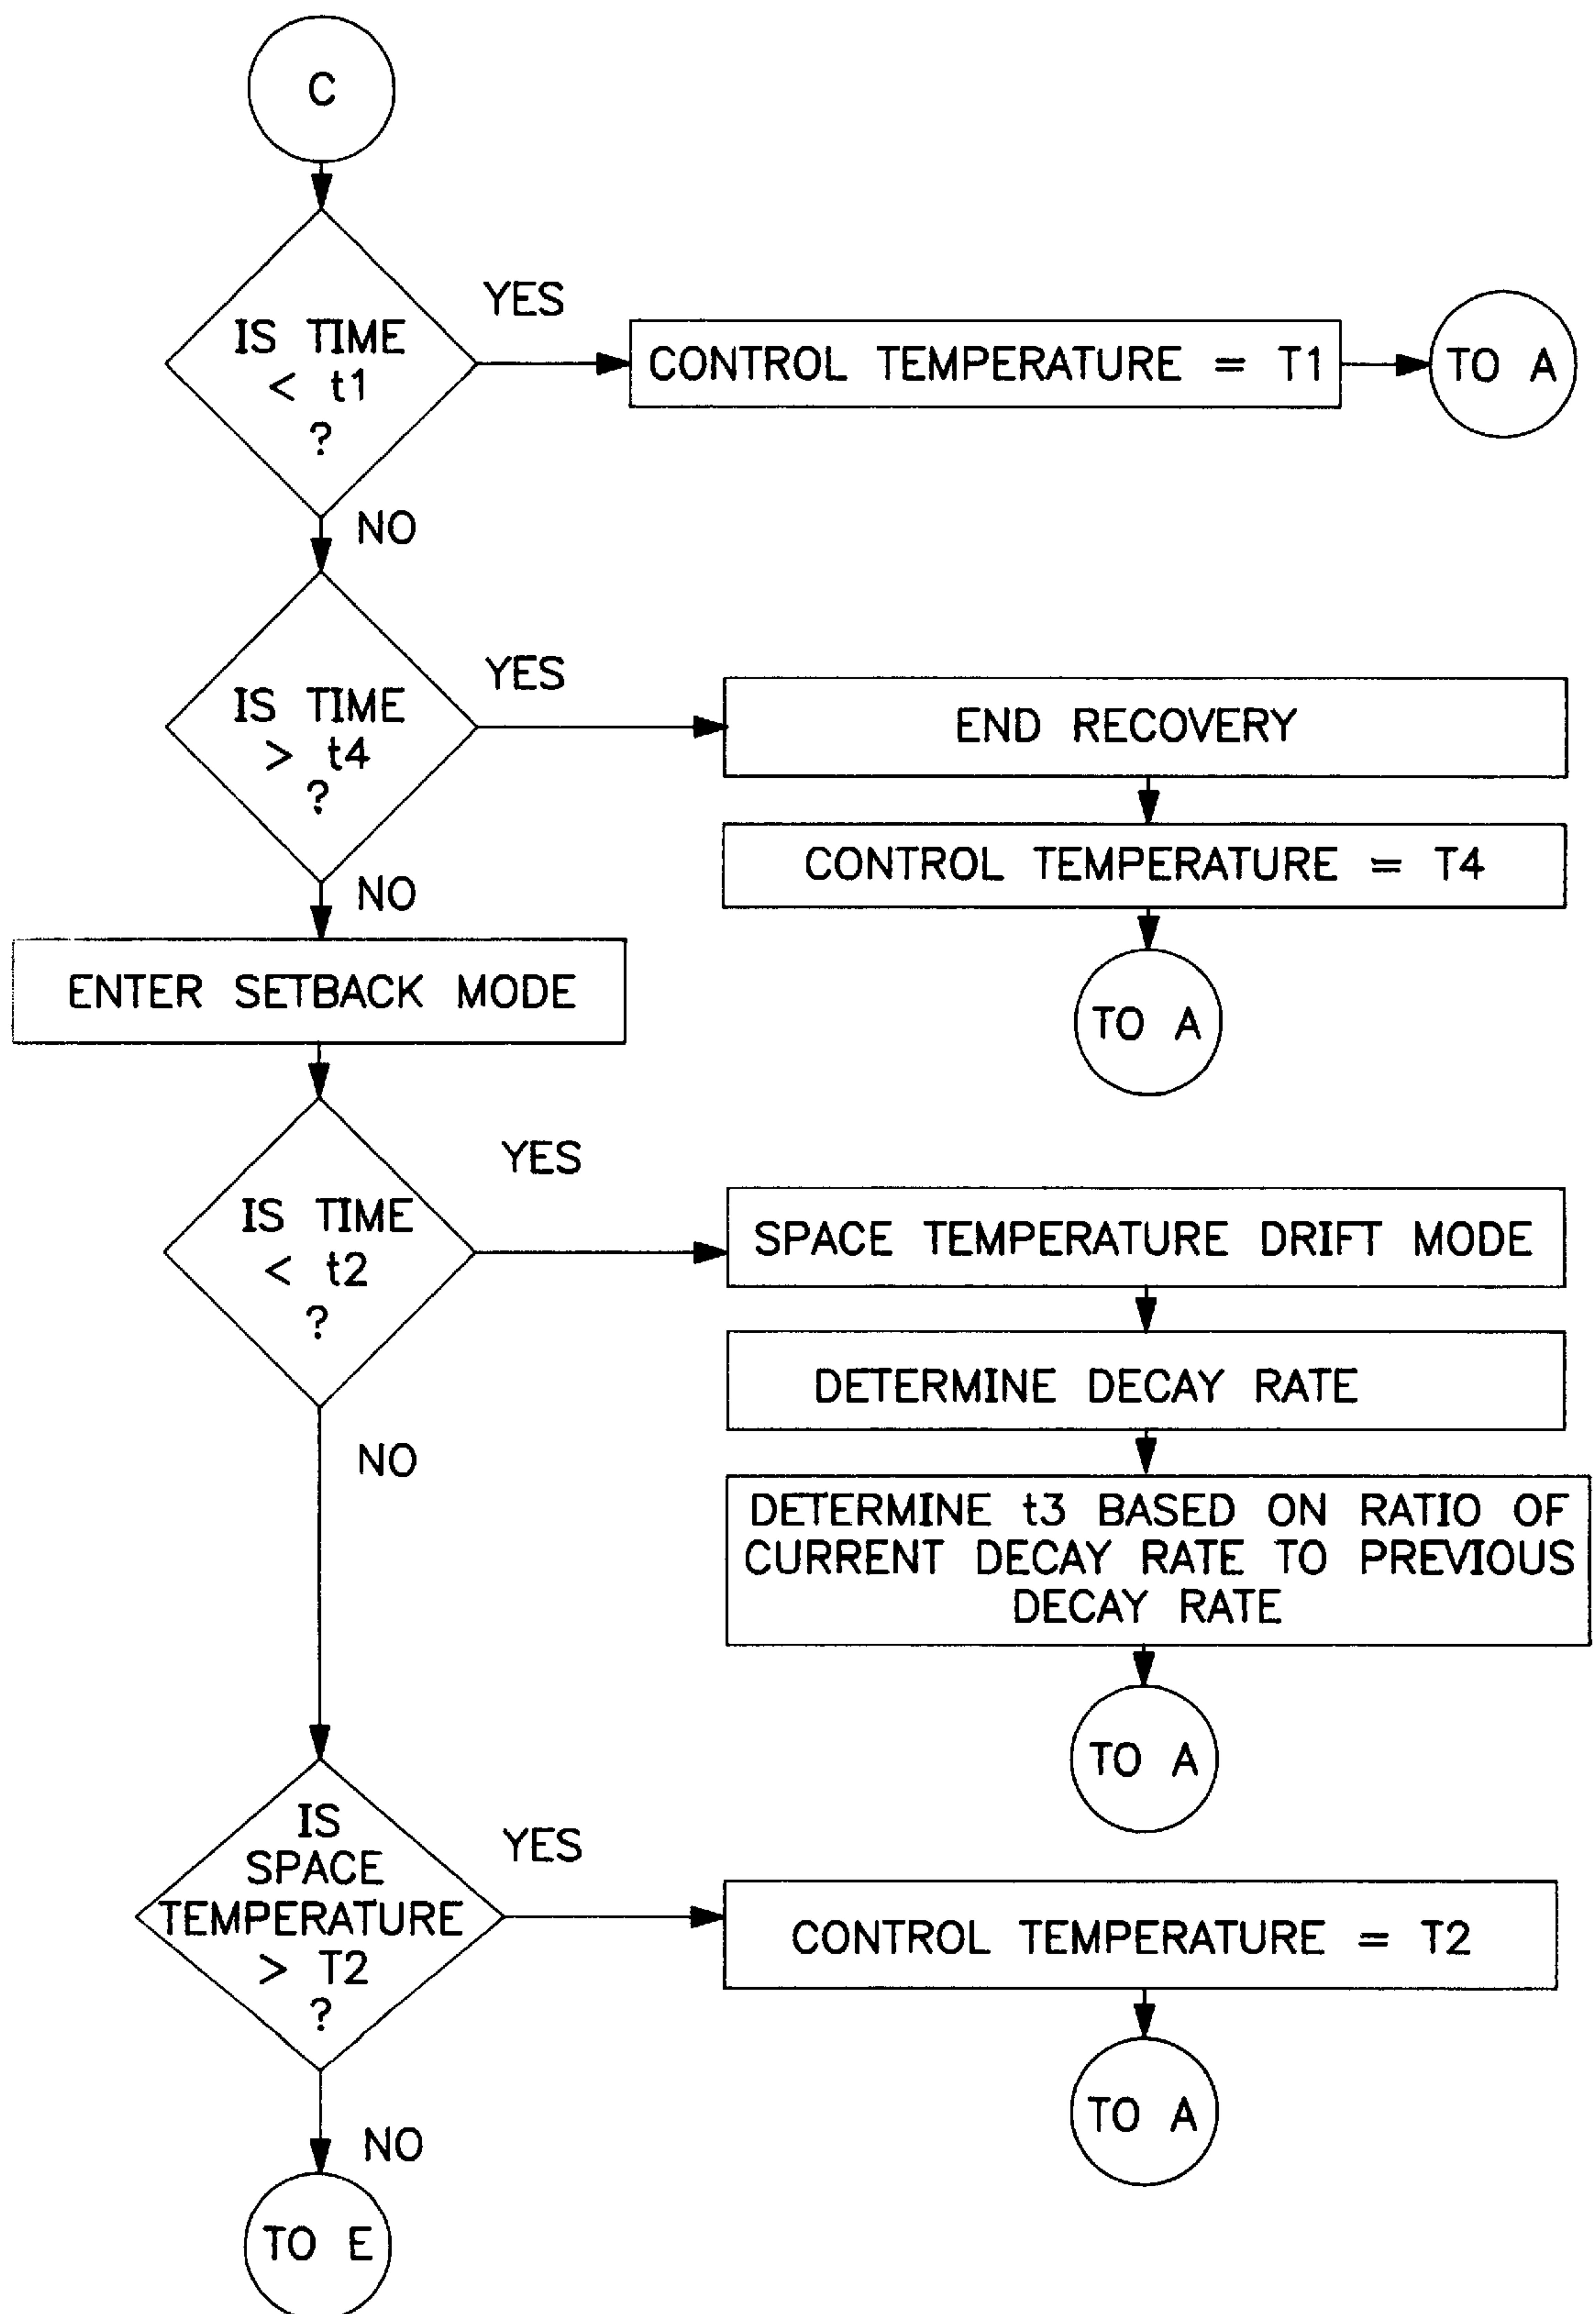 C
IS TIME
< t1
?
YES
CONTROL TEMPERATURE = T1
TO A
NO
IS TIME
> t4
?
YES
END RECOVERY
CONTROL TEMPERATURE = T4
TO A
NO
ENTER SETBACK MODE
IS TIME
< t2
?
YES
SPACE TEMPERATURE DRIFT MODE
DETERMINE DECAY RATE
DETERMINE t3 BASED ON RATIO OF
CURRENT DECAY RATE TO PREVIOUS
DECAY RATE
TO A
NO
IS
SPACE
TEMPERATURE
> T2
?
YES
CONTROL TEMPERATURE = T2
TO A
NO
TO E